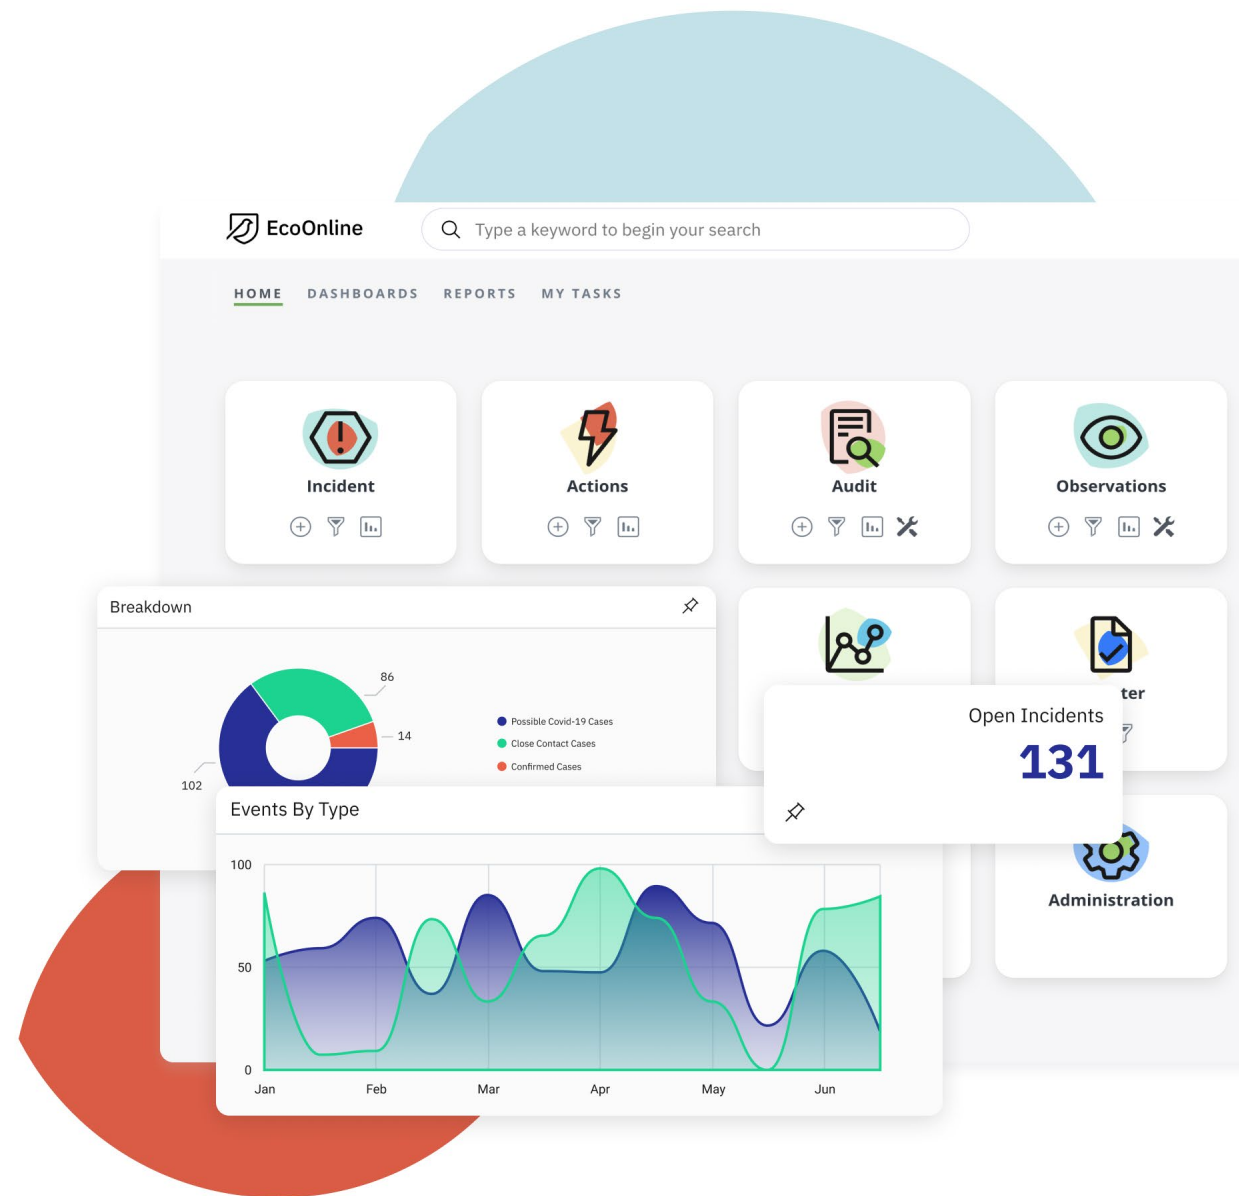 EcoOnline
Type a keyword to begin your search
HOME DASHBOARDS REPORTS MY TASKS
Incident
Actions
Audit
Observations
Breakdown
86
14
102
Possible Covid-19 Cases
Close Contact Cases
Confirmed Cases
ter
Open Incidents
131
Events By Type
100
50
0
Jan Feb Mar Apr May Jun
Administration